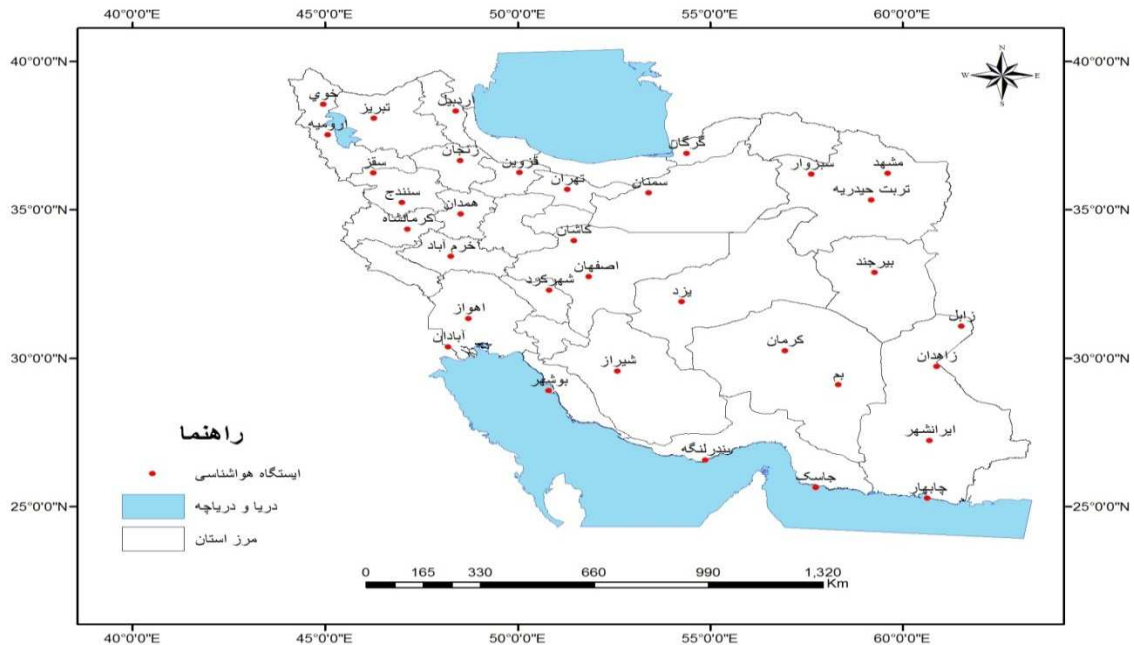 40°0'0"E 45°0'0"E 50°0'0"E 55°0'0"E 60°0'0"E
40°0'0"N 40°0'0"N
N
W E
S
خوي
تبریز
اردبیل
ارومیه
گرگان
زنجان
قزوین
سقز
تهران
سمنان
سبزوار
مشهد
تربت حیدریه
سنندج
همدان
35°0'0"N 35°0'0"N
کرمانشاه
کاشان
خرم آباد
اصفهان
شهرکرد
بیرجند
یزد
اهواز
زابل
آبادان
کرمان
زاهدان
30°0'0"N 30°0'0"N
شیراز
بم
بوشهر
ایرانشهر
بندرلنگه
جاسک
چابهار
25°0'0"N 25°0'0"N
راهنما
ایستگاه هواشناسی
دریا و دریاچه
مرز استان
0 165 330 660 990 1,320
Km
40°0'0"E 45°0'0"E 50°0'0"E 55°0'0"E 60°0'0"E